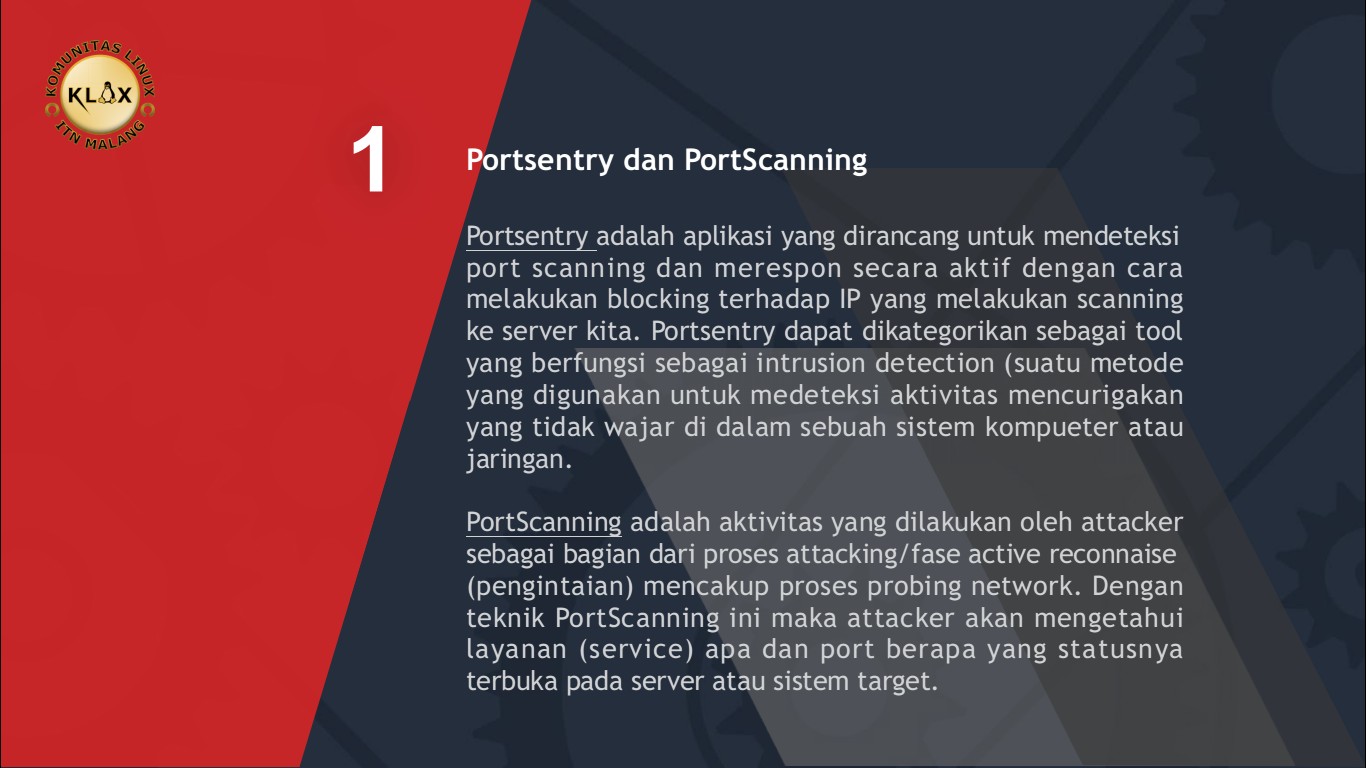 KOMUNITAS LINUX
KLAX
ITN MALANG
1
Portsentry dan PortScanning
Portsentry adalah aplikasi yang dirancang untuk mendeteksi
port scanning dan merespon secara aktif dengan cara
melakukan blocking terhadap IP yang melakukan scanning
ke server kita. Portsentry dapat dikategorikan sebagai tool
yang berfungsi sebagai intrusion detection (suatu metode
yang digunakan untuk medeteksi aktivitas mencurigakan
yang tidak wajar di dalam sebuah sistem kompueter atau
jaringan.
PortScanning adalah aktivitas yang dilakukan oleh attacker
sebagai bagian dari proses attacking/fase active reconnaise
(pengintaian) mencakup proses probing network. Dengan
teknik PortScanning ini maka attacker akan mengetahui
layanan (service) apa dan port berapa yang statusnya
terbuka pada server atau sistem target.